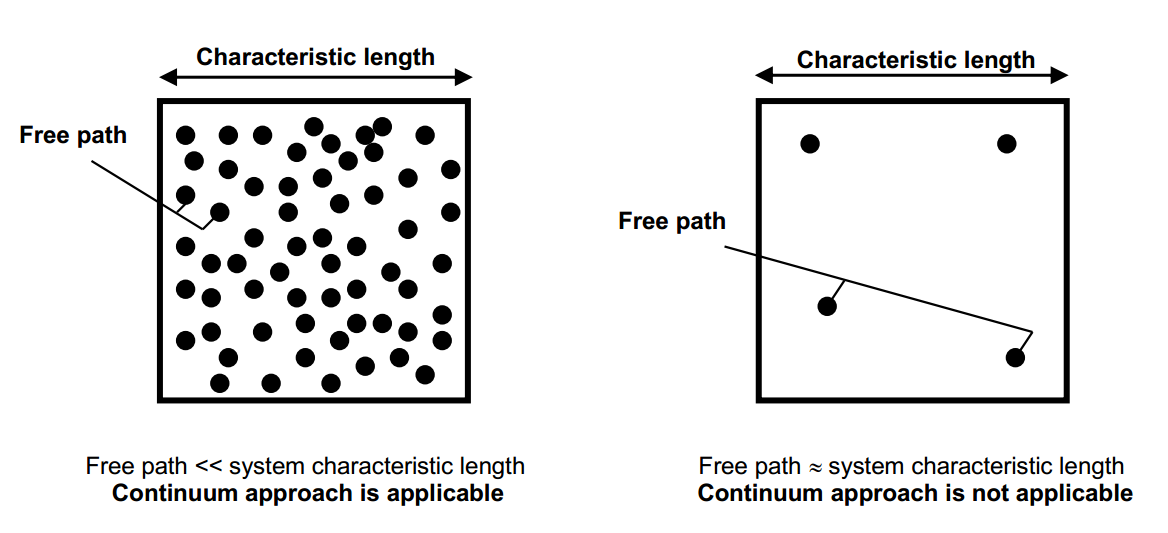 Characteristic length
Free path
Free path << system characteristic length
Continuum approach is applicable
Characteristic length
Free path
Free path ≈ system characteristic length
Continuum approach is not applicable